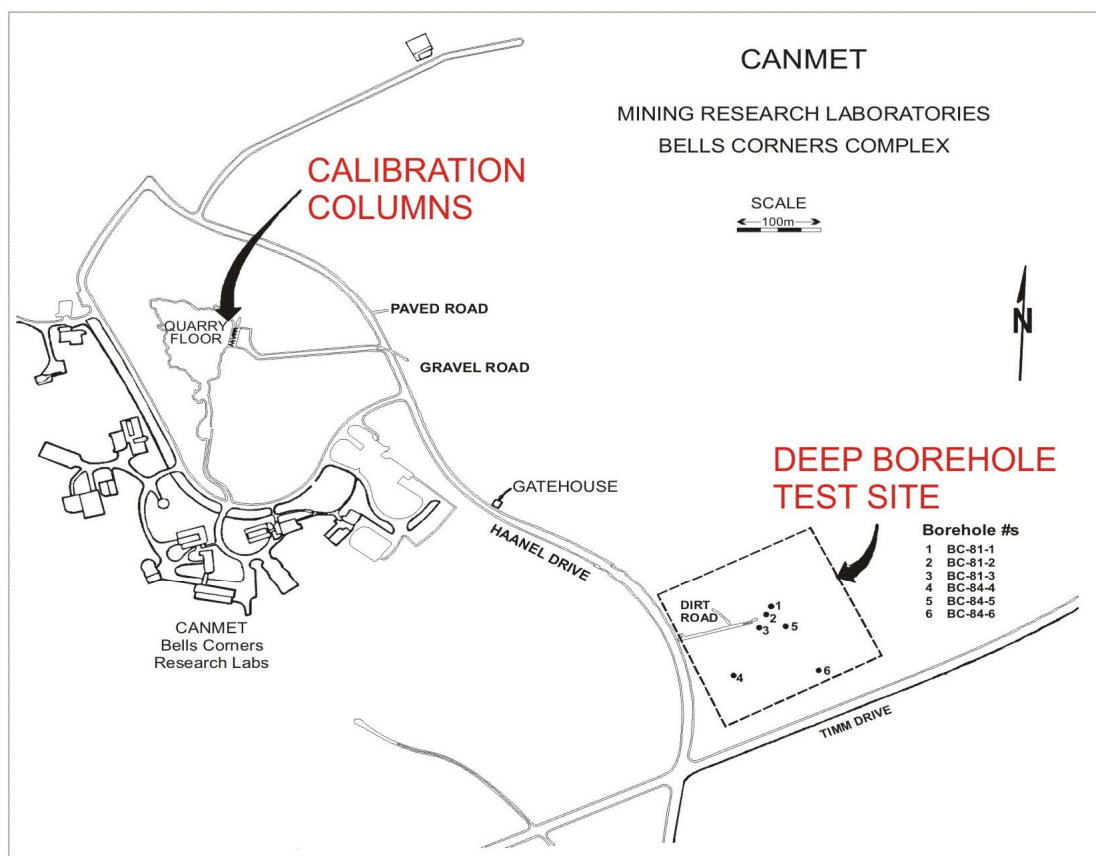 CANMET
MINING RESEARCH LABORATORIES
BELLS CORNERS COMPLEX
SCALE
100m
N
CALIBRATION
COLUMNS
QUARRY
FLOOR
PAVED ROAD
GRAVEL ROAD
GATEHOUSE
HAANEL DRIVE
DEEP BOREHOLE
TEST SITE
Borehole #s
1 BC-81-1
2 BC-81-2
3 BC-81-3
4 BC-84-4
5 BC-84-5
6 BC-84-6
DIRT
ROAD
1
2
3
5
4
6
TIMM DRIVE
CANMET
Bells Corners
Research Labs